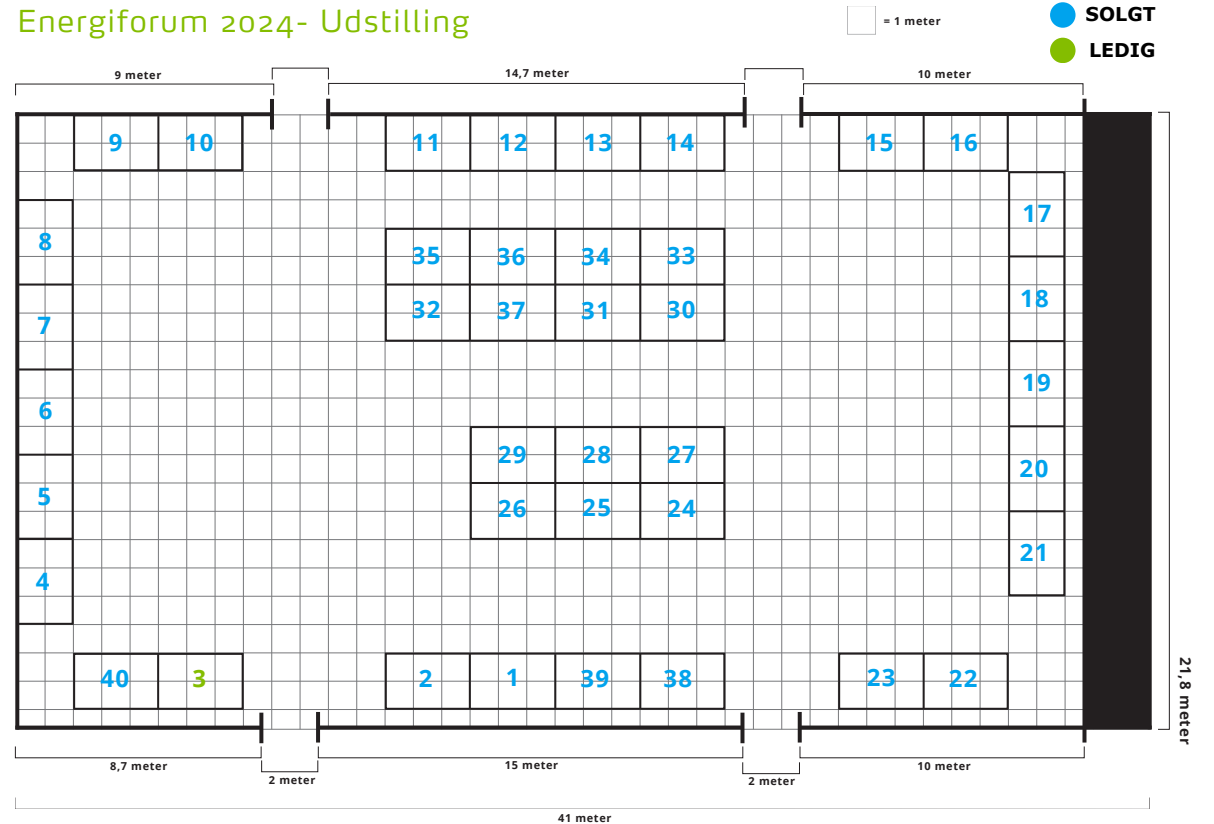 Energiforum 2024- Udstilling
= 1 meter
SOLGT
LEDIG
9 meter
14,7 meter
10 meter
9 10 11 12 13 14 15 16
17
8
35 36 34 33
18
32 37 31 30
7
19
6
29 28 27
20
5
26 25 24
21
4
40 3 2 1 39 38 23 22
21,8 meter
8,7 meter
2 meter
15 meter
2 meter
10 meter
41 meter